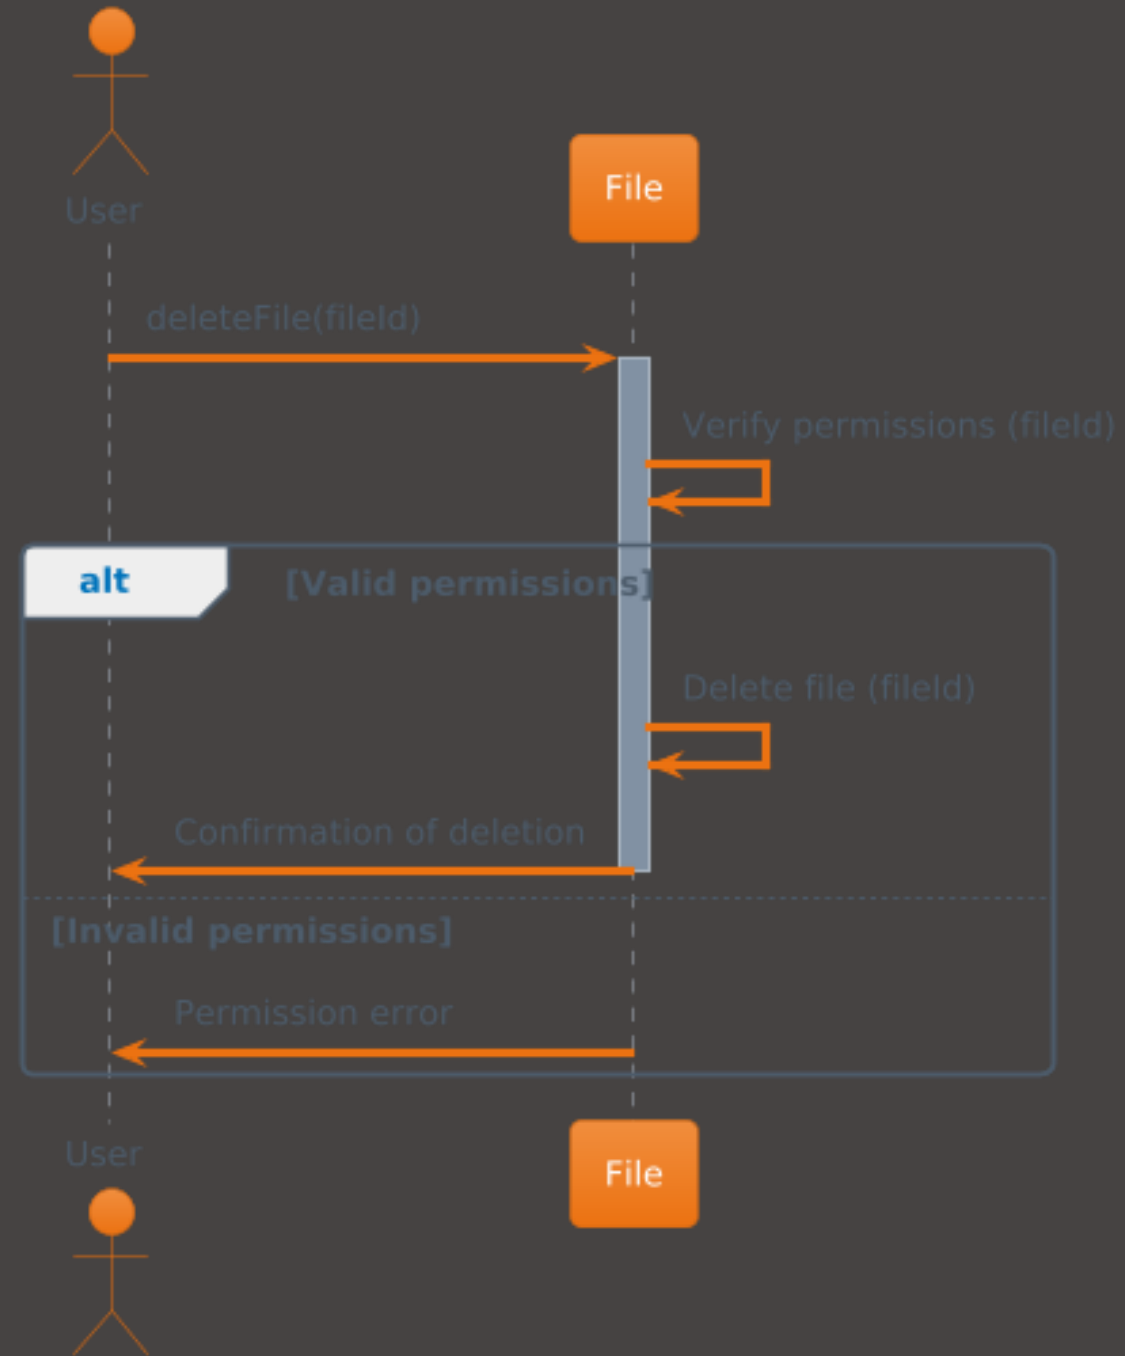 User
File
deleteFile(fileId)
Verify permissions (fileId)
alt
[Valid permissions]
Delete file (fileId)
Confirmation of deletion
[Invalid permissions]
Permission error
User
File